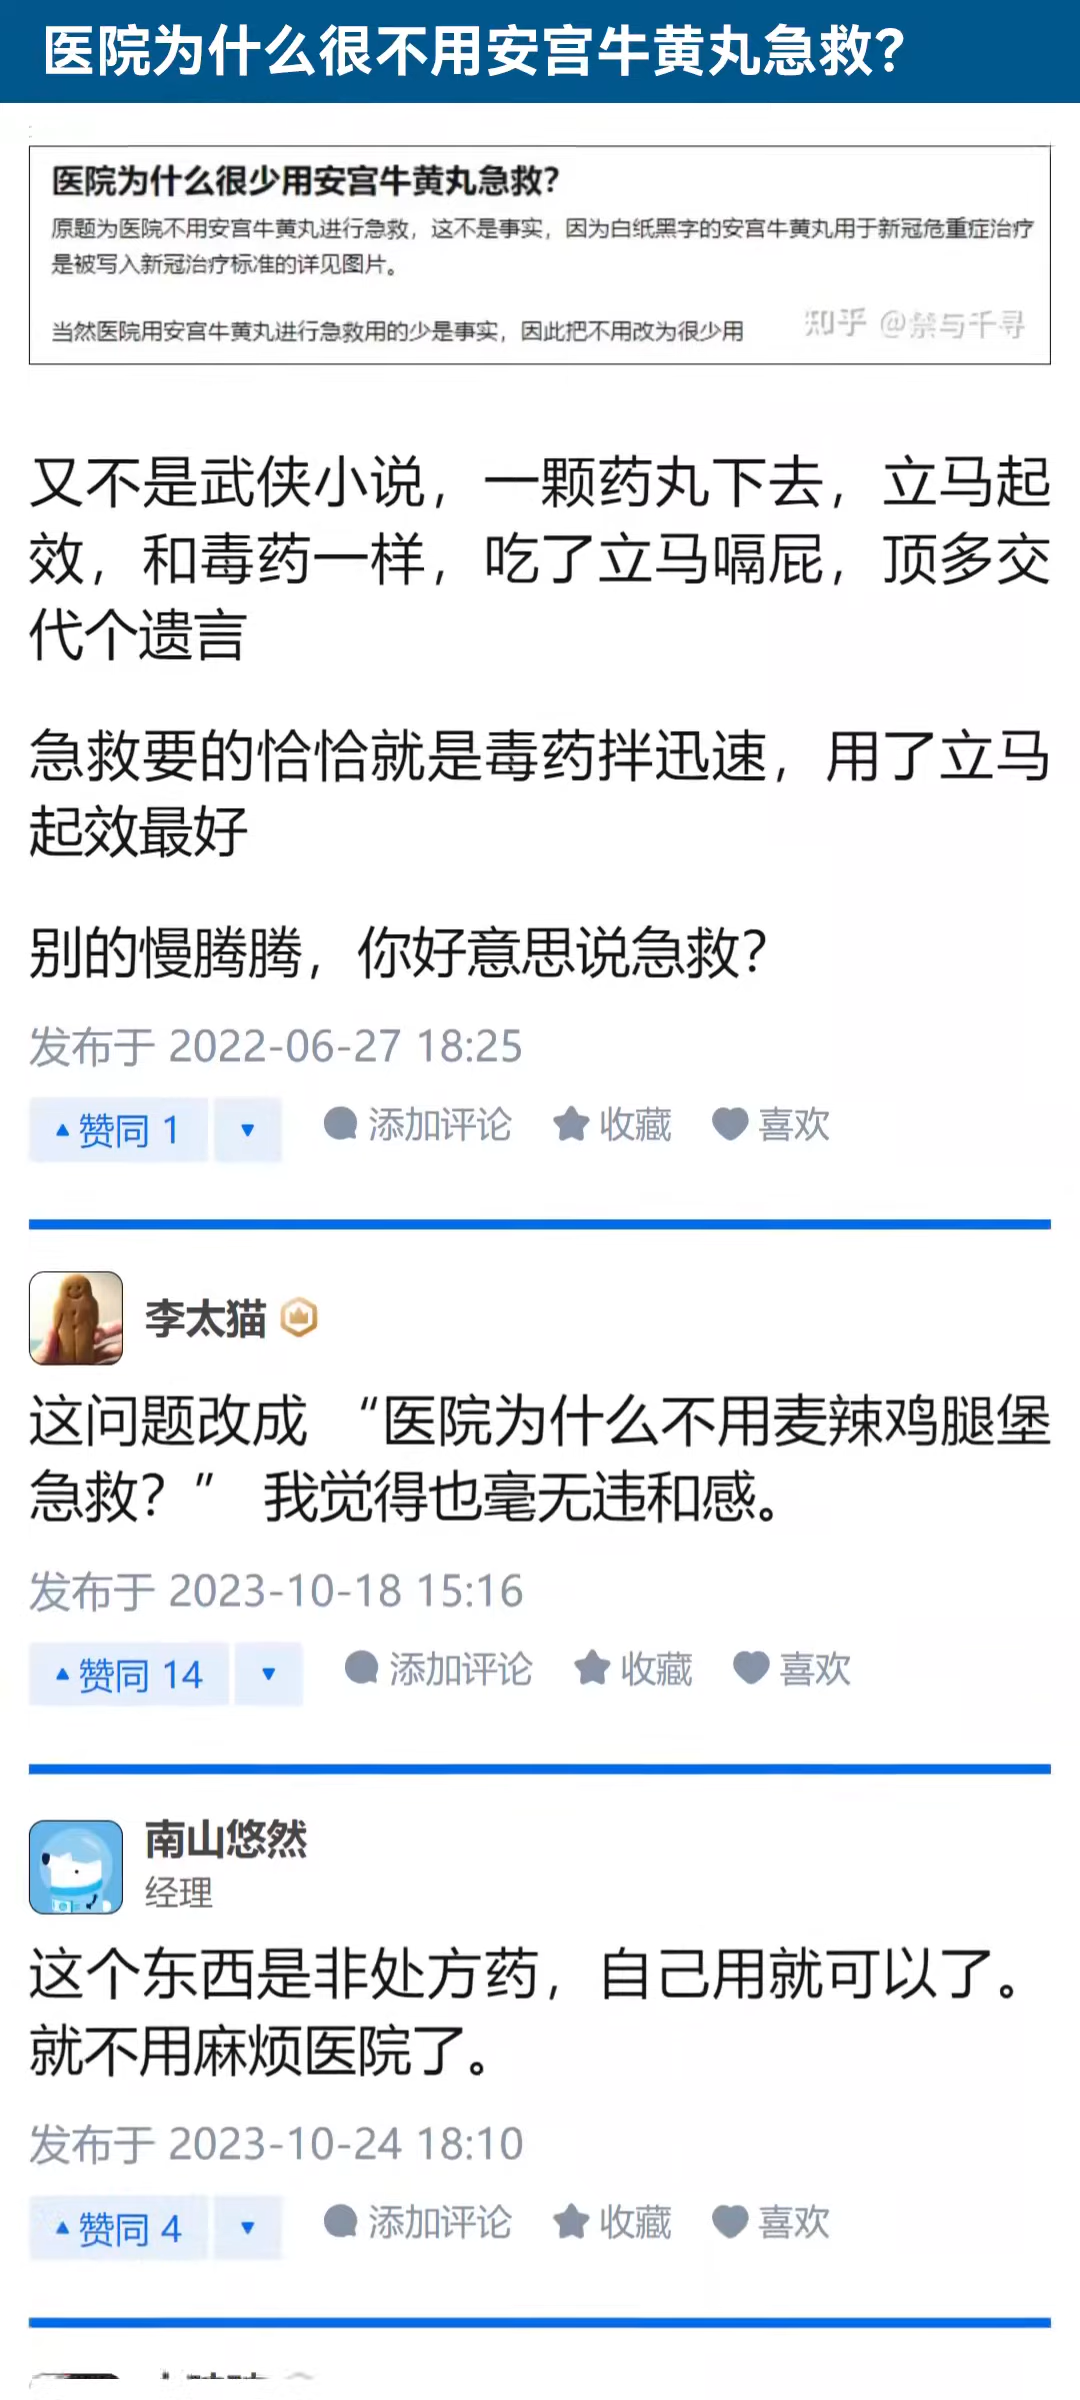 医院为什么很不用安宫牛黄丸急救?
医院为什么很少用安宫牛黄丸急救?
原题为医院不用安宫牛黄丸进行急救，这不是事实，因为白纸黑字的安宫牛黄丸用于新冠危重症治疗
是被写入新冠治疗标准的详见图片。
当然医院用安宫牛黄丸进行急救用的少是事实，因此把不用改为很少用
知乎 @禁与千寻
又不是武侠小说，一颗药丸下去，立马起
效，和毒药一样，吃了立马嗝屁，顶多交
代个遗言
急救要的恰恰就是毒药拌迅速，用了立马
起效最好
别的慢腾腾，你好意思说急救?
发布于 2022-06-27 18:25
赞同 1 添加评论 收藏 喜欢
李太猫
这问题改成 “医院为什么不用麦辣鸡腿堡
急救? ” 我觉得也毫无违和感。
发布于 2023-10-18 15:16
赞同 14 添加评论 收藏 喜欢
南山悠然
经理
这个东西是非处方药，自己用就可以了。
就不用麻烦医院了。
发布于 2023-10-24 18:10
赞同 4 添加评论 收藏 喜欢